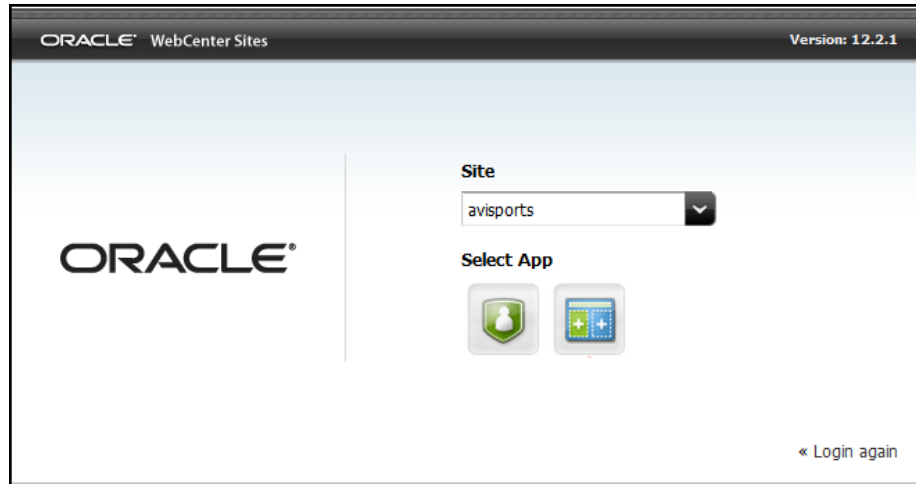 ORACLE® WebCenter Sites
Version: 12.2.1
Site
avisports
ORACLE®
Select App
« Login again